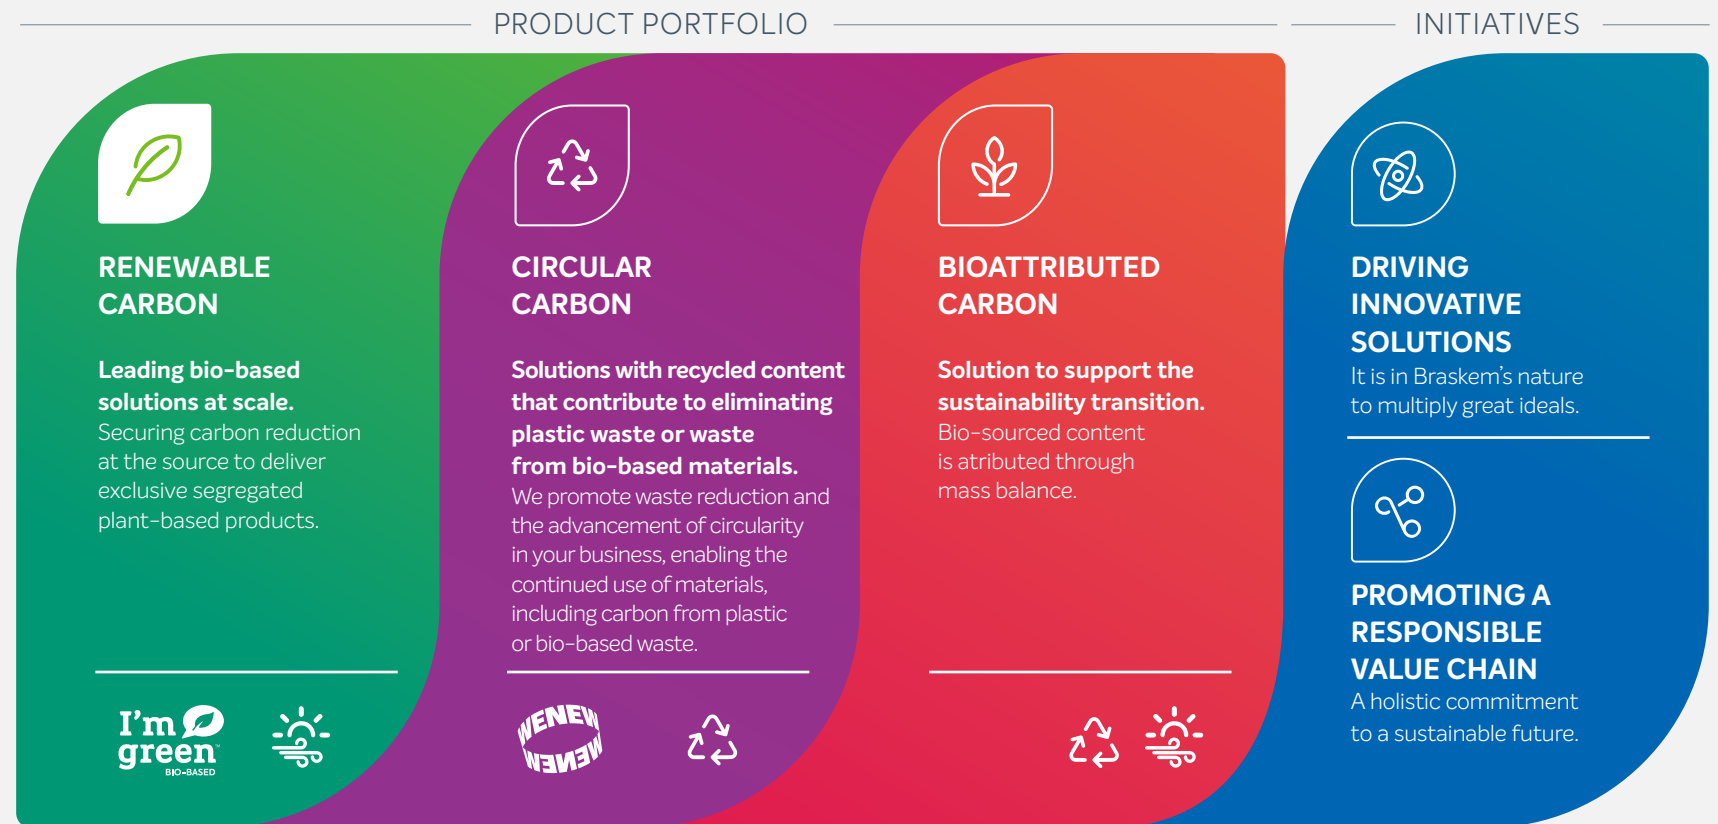 PRODUCT PORTFOLIO
INITIATIVES
RENEWABLE
CARBON
Leading bio-based
solutions at scale.
Securing carbon reduction
at the source to deliver
exclusive segregated
plant-based products.
I'm
green™
BIO-BASED
CIRCULAR
CARBON
Solutions with recycled content
that contribute to eliminating
plastic waste or waste
from bio-based materials.
We promote waste reduction and
the advancement of circularity
in your business, enabling the
continued use of materials,
including carbon from plastic
or bio-based waste.
WENEW
WENEW
BIOATTRIBUTED
CARBON
Solution to support the
sustainability transition.
Bio-sourced content
is atributed through
mass balance.
DRIVING
INNOVATIVE
SOLUTIONS
It is in Braskem's nature
to multiply great ideals.
PROMOTING A
RESPONSIBLE
VALUE CHAIN
A holistic commitment
to a sustainable future.